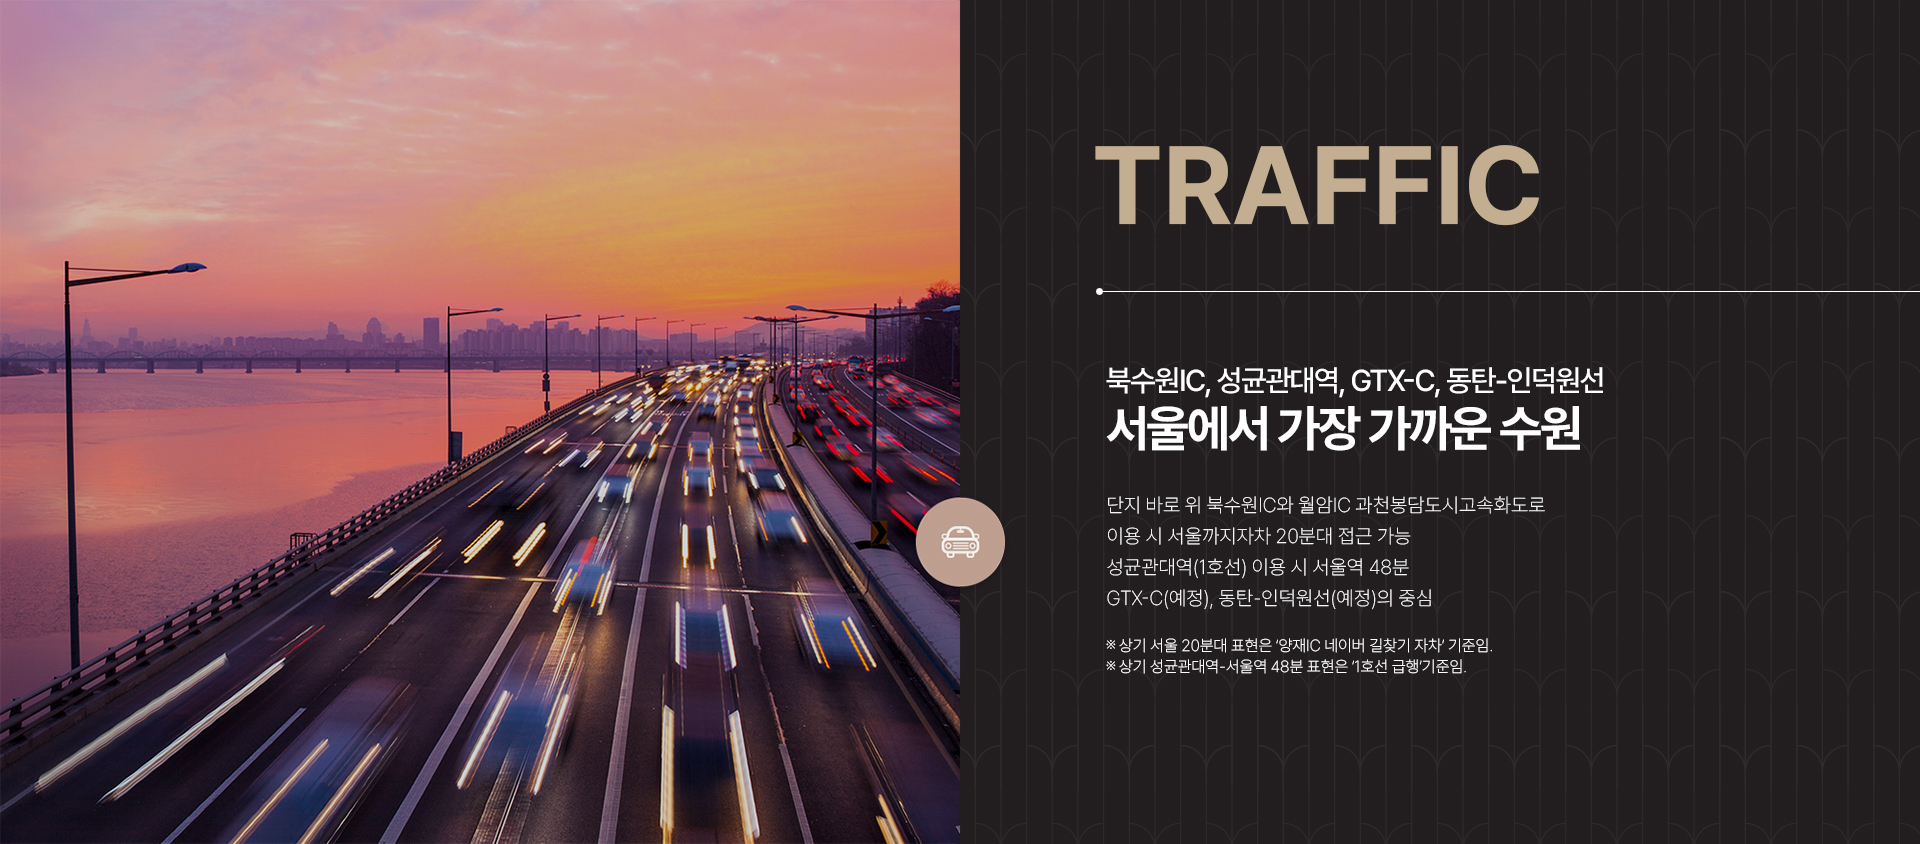 TRAFFIC
북수원IC, 성균관대역, GTX-C, 동탄-인덕원선
서울에서 가장 가까운 수원
단지 바로 위 북수원IC와 월암IC 과천봉담도시고속화도로
이용 시 서울까지자차 20분대 접근 가능
성균관대역(1호선) 이용 시 서울역 48분
GTX-C(예정), 동탄-인덕원선(예정)의 중심
※ 상기 서울 20분대 표현은 ‘양재IC 네이버 길찾기 자차’ 기준임.
※ 상기 성균관대역-서울역 48분 표현은 ‘1호선 급행’기준임.